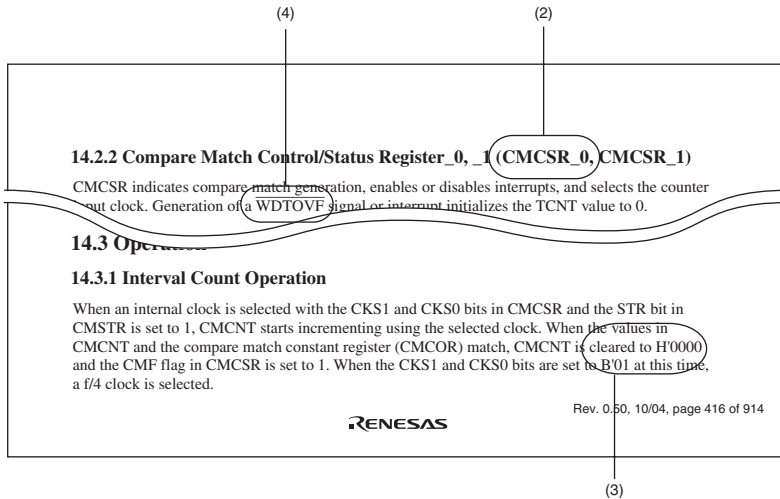 (4) (2)
14.2.2 Compare Match Control/Status Register_0, _1 (CMCSR_0, CMCSR_1)
CMCSR indicates compare match generation, enables or disables interrupts, and selects the counter
input clock. Generation of a WDTOVF signal or interrupt initializes the TCNT value to 0.
14.3 Operation
14.3.1 Interval Count Operation
When an internal clock is selected with the CKS1 and CKS0 bits in CMCSR and the STR bit in
CMSTR is set to 1, CMCNT starts incrementing using the selected clock. When the values in
CMCNT and the compare match constant register (CMCOR) match, CMCNT is cleared to H'0000
and the CMF flag in CMCSR is set to 1. When the CKS1 and CKS0 bits are set to B'01 at this time,
a f/4 clock is selected.
Rev. 0.50, 10/04, page 416 of 914
RENESAS
(3)